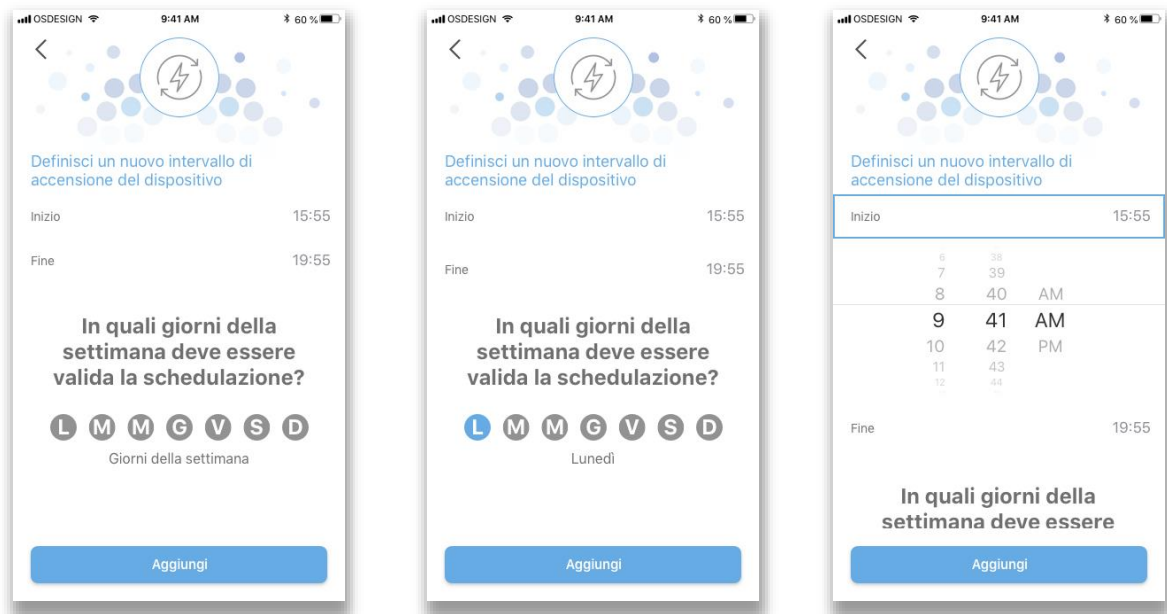 OSDESIGN 9:41 AM 60 %
Definisci un nuovo intervallo di
accensione del dispositivo
Inizio 15:55
Fine 19:55
In quali giorni della
settimana deve essere
valida la schedulazione?
L M M G V S D
Giorni della settimana
Aggiungi
OSDESIGN 9:41 AM 60 %
Definisci un nuovo intervallo di
accensione del dispositivo
Inizio 15:55
Fine 19:55
In quali giorni della
settimana deve essere
valida la schedulazione?
L M M G V S D
Lunedì
Aggiungi
OSDESIGN 9:41 AM 60 %
Definisci un nuovo intervallo di
accensione del dispositivo
Inizio 15:55
6 38
7 39
8 40 AM
9 41 AM
10 42 PM
11 43
12 44
Fine 19:55
In quali giorni della
settimana deve essere
Aggiungi